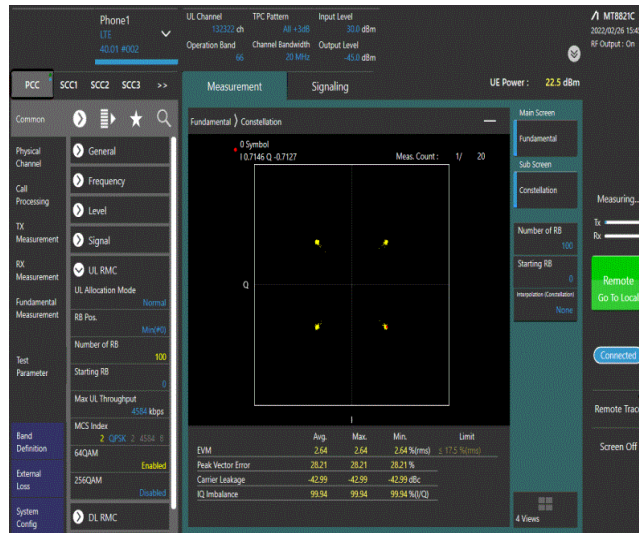 Phone1
LTE
40.01 #002
UL Channel
132322 ch
TPC Pattern
All +3dB
Input Level
30.0 dBm
Operation Band
66
Channel Bandwidth
20 MHz
Output Level
-45.0 dBm
MT8821C
2022/02/26 15:4
RF Output : On
PCC SCC1 SCC2 SCC3 >>
Measurement Signaling
UE Power : 22.5 dBm
Common
Physical
Channel
Call
Processing
TX
Measurement
RX
Measurement
Fundamental
Measurement
Test
Parameter
Band
Definition
External
Loss
System
Config
General
Frequency
Level
Signal
UL RMC
UL Allocation Mode
Normal
RB Pos.
Min(#0)
Number of RB
100
Starting RB
0
Max UL Throughput
4584 kbps
MCS Index
2 QPSK 2 4584 6
64QAM
Enabled
256QAM
Disabled
DL RMC
Fundamental ) Constellation
0 Symbol
I 0.7146 Q -0.7127
Meas. Count : 1/ 20
Q
I
Avg. Max. Min. Limit
EVM 2.64 2.64 2.64 %(rms) ≤ 17.5 %(rms)
Peak Vector Error 28.21 28.21 28.21 %
Carrier Leakage -42.99 -42.99 -42.99 dBc
IQ Imbalance 99.94 99.94 99.94 %(I/Q)
Main Screen
Fundamental
Sub Screen
Constellation
Number of RB
100
Starting RB
0
Interpolation (Constellation)
None
4 Views
Measuring...
Tx
Rx
Remote
Go To Local
Connected
Remote Trac
Screen Off